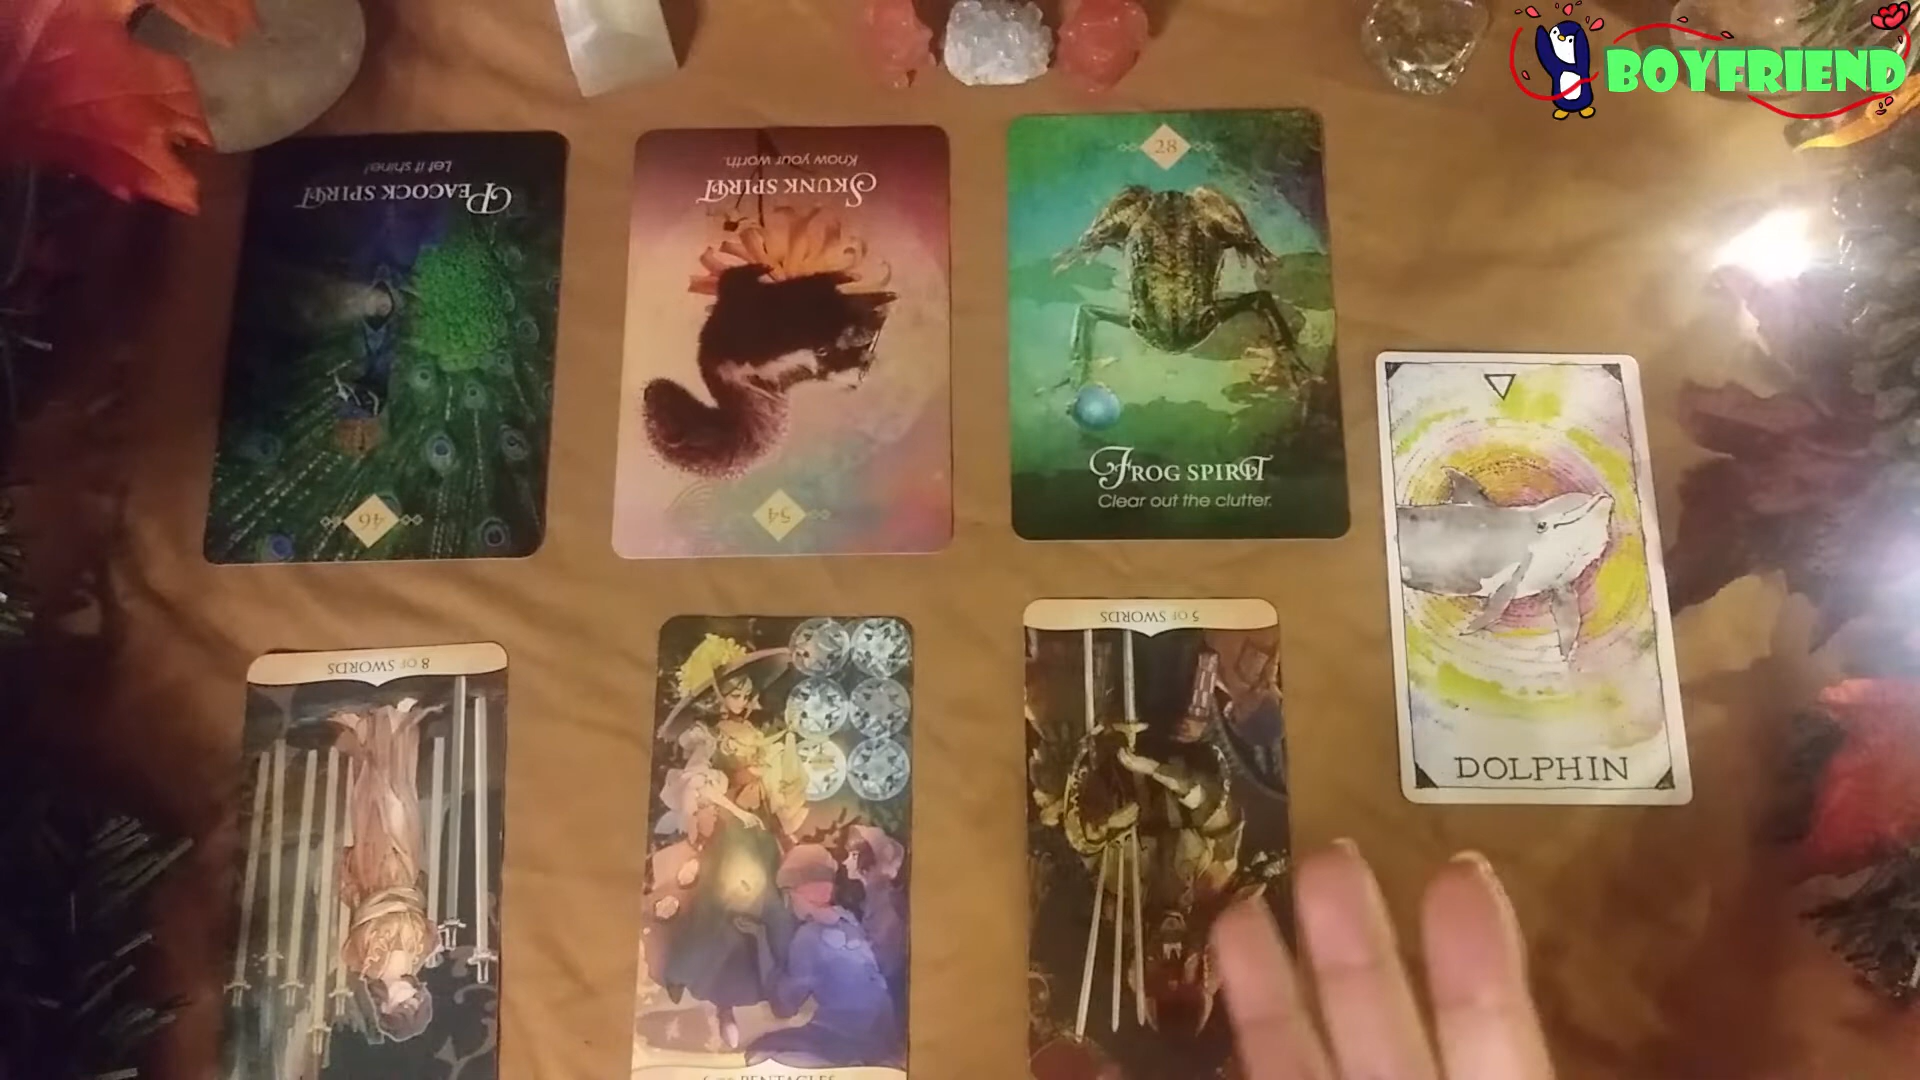 BOYFRIEND
Let it shine!
PEACOCK SPIRIT
46
Know your worth.
SKUNK SPIRIT
54
28
FROG SPIRIT
Clear out the clutter.
DOLPHIN
8 OF SWORDS
5 OF SWORDS
PENTACLES